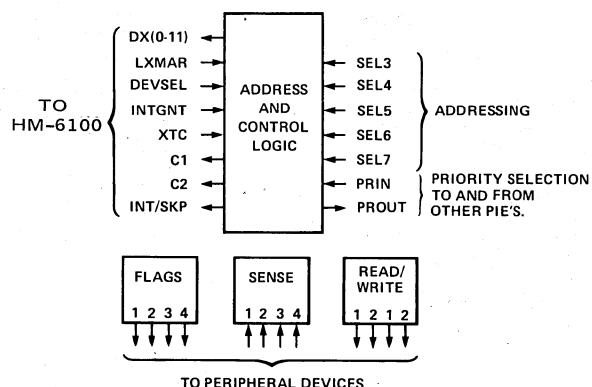 DX(0-11)
LXMAR
DEVSEL
INTGNT
XTC
C1
C2
INT/SKP
TO
HM-6100
ADDRESS
AND
CONTROL
LOGIC
SEL3
SEL4
SEL5
SEL6
SEL7
PRIN
PROUT
ADDRESSING
PRIORITY SELECTION
TO AND FROM
OTHER PIE'S.
FLAGS
1 2 3 4
SENSE
1 2 3 4
READ/
WRITE
1 2 1 2
TO PERIPHERAL DEVICES